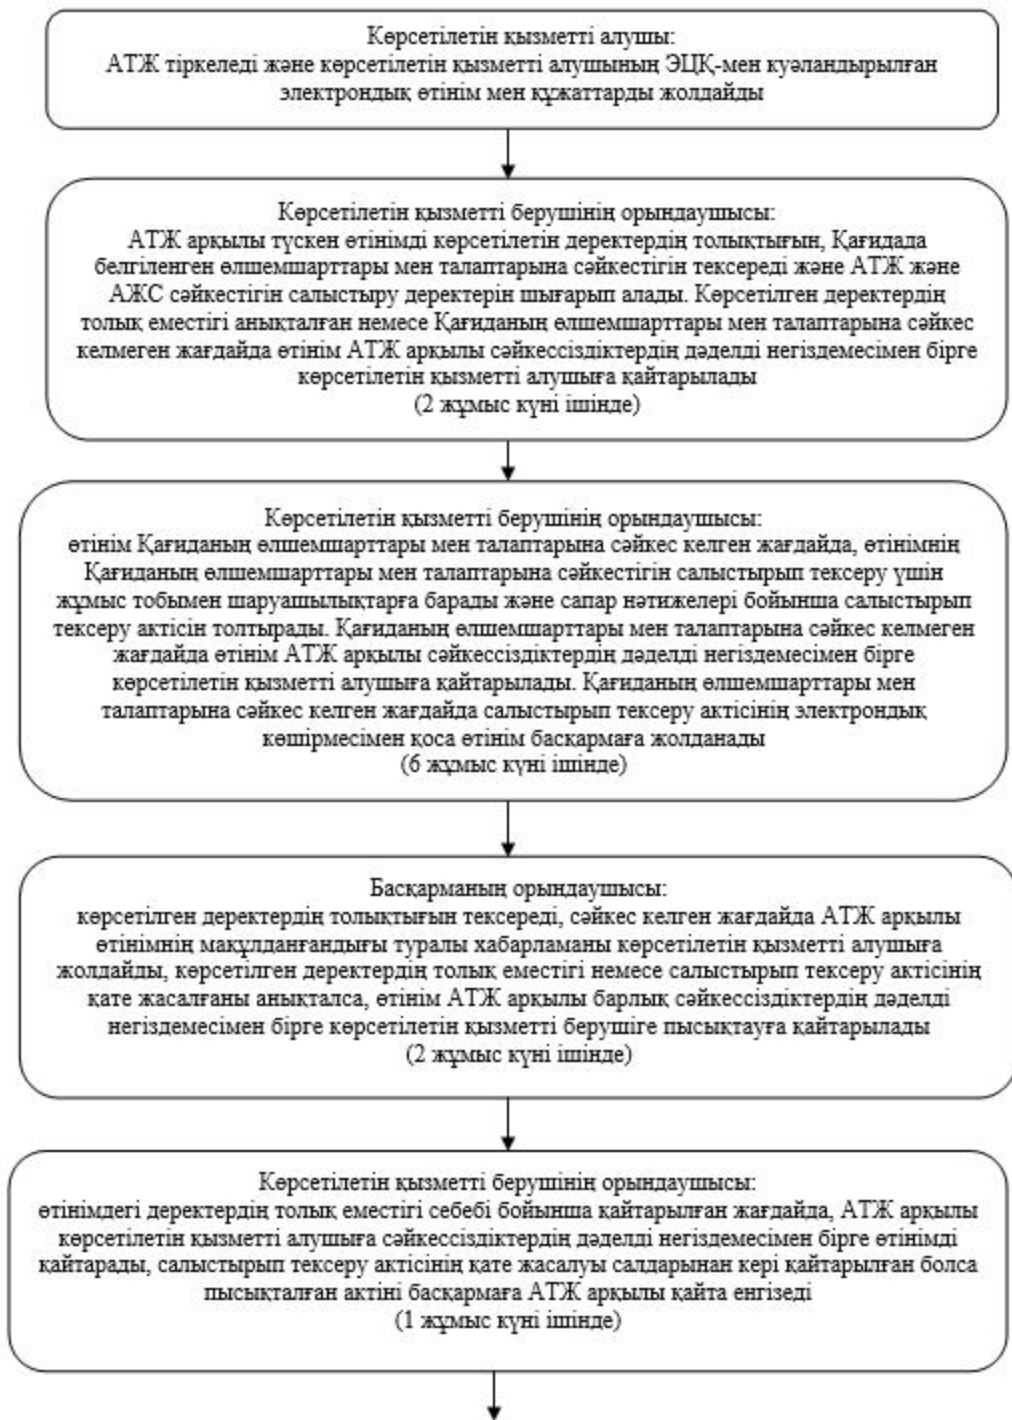 Көрсетілетін қызметті алушы:
АТЖ тіркеледі және көрсетілетін қызметті алушының ЭЦҚ-мен куәландырылған
электрондық өтінім мен құжаттарды жолдайды
Көрсетілетін қызметті берушінің орындаушысы:
АТЖ арқылы түскен өтінімді көрсетілетін деректердің толықтығын, Қағидада
белгіленген өлшемшарттары мен талаптарына сәйкестігін тексереді және АТЖ және
АЖС сәйкестігін салыстыру деректерін шығарып алады. Көрсетілген деректердің
толық еместігі анықталған немесе Қағиданың өлшемшарттары мен талаптарына сәйкес
келмеген жағдайда өтінім АТЖ арқылы сәйкессіздіктердің дәделді негіздемесімен бірге
көрсетілетін қызметті алушыға қайтарылады
(2 жұмыс күні ішінде)
Көрсетілетін қызметті берушінің орындаушысы:
өтінім Қағиданың өлшемшарттары мен талаптарына сәйкес келген жағдайда, өтінімнің
Қағиданың өлшемшарттары мен талаптарына сәйкестігін салыстырып тексеру үшін
жұмыс тобымен шаруашылықтарға барады және сапар нәтижелері бойынша салыстырып
тексеру актісін толтырады. Қағиданың өлшемшарттары мен талаптарына сәйкес келмеген
жағдайда өтінім АТЖ арқылы сәйкессіздіктердің дәделді негіздемесімен бірге
көрсетілетін қызметті алушыға қайтарылады. Қағиданың өлшемшарттары мен
талаптарына сәйкес келген жағдайда салыстырып тексеру актісінің электрондық
көшірмесімен қоса өтінім басқармаға жолданады
(6 жұмыс күні ішінде)
Басқарманың орындаушысы:
көрсетілген деректердің толықтығын тексереді, сәйкес келген жағдайда АТЖ арқылы
өтінімнің мақұлданғандығы туралы хабарламаны көрсетілетін қызметті алушыға
жолдайды, көрсетілген деректердің толық еместігі немесе салыстырып тексеру актісінің
қате жасалғаны анықталса, өтінім АТЖ арқылы барлық сәйкессіздіктердің дәделді
негіздемесімен бірге көрсетілетін қызметті берушіге пысықтауға қайтарылады
(2 жұмыс күні ішінде)
Көрсетілетін қызметті берушінің орындаушысы:
өтінімдегі деректердің толық еместігі себебі бойынша қайтарылған жағдайда, АТЖ арқылы
көрсетілетін қызметті алушыға сәйкессіздіктердің дәделді негіздемесімен бірге өтінімді
қайтарады, салыстырып тексеру актісінің қате жасалуы салдарынан кері қайтарылған болса
пысықталған актіні басқармаға АТЖ арқылы қайта енгізеді
(1 жұмыс күні ішінде)